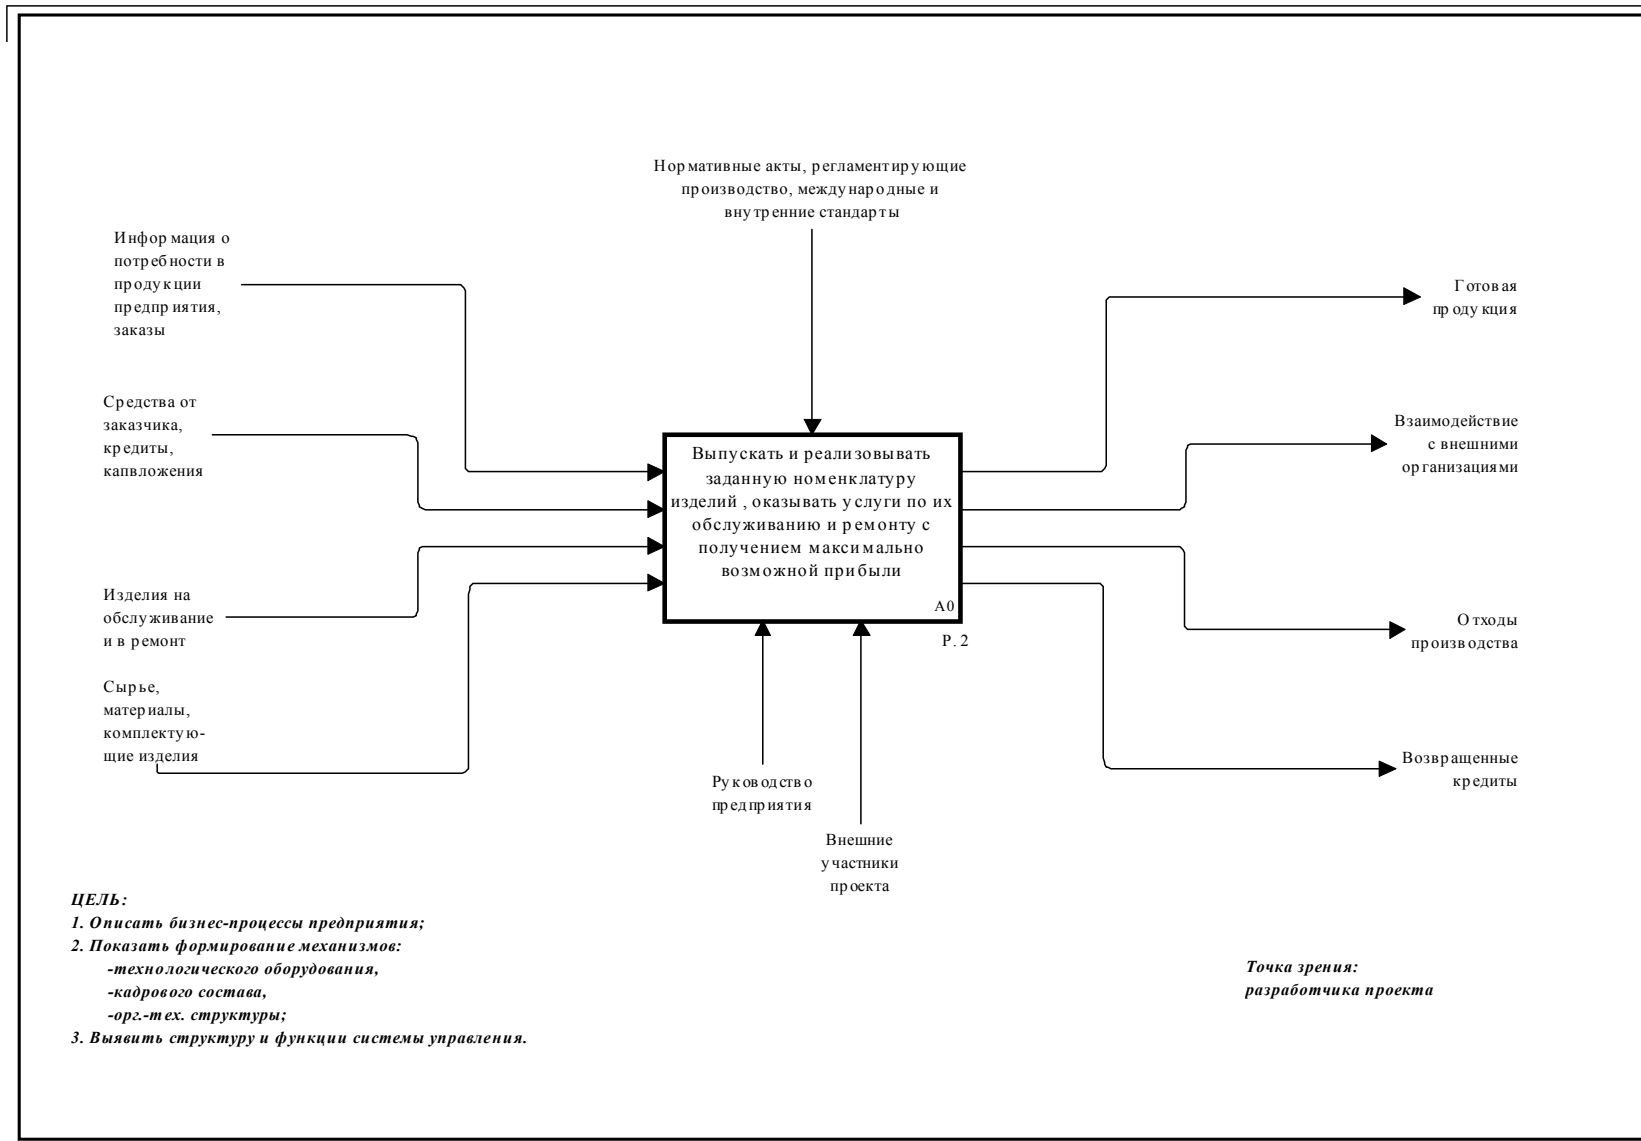 Нормативные акты, регламентирующие
производство, международные и
внутренние стандарты
Информация о
потребности в
продукции
предприятия,
заказы
Готовая
продукция
Средства от
заказчика,
кредиты,
капвложения
Взаимодействие
с внешними
организациями
Выпускать и реализовывать
заданную номенклатуру
изделий , оказывать услуги по их
обслуживанию и ремонту с
получением максимально
возможной прибыли
A0
P. 2
Изделия на
обслуживание
и в ремонт
Отходы
производства
Сырье,
материалы,
комплектую-
щие изделия
Руководство
предприятия
Возвращенные
кредиты
Внешние
участники
проекта
ЦЕЛЬ:
1. Описать бизнес-процессы предприятия;
2. Показать формирование механизмов:
-технологического оборудования,
-кадрового состава,
-орг.-тех. структуры;
3. Выявить структуру и функции системы управления.
Точка зрения:
разработчика проекта